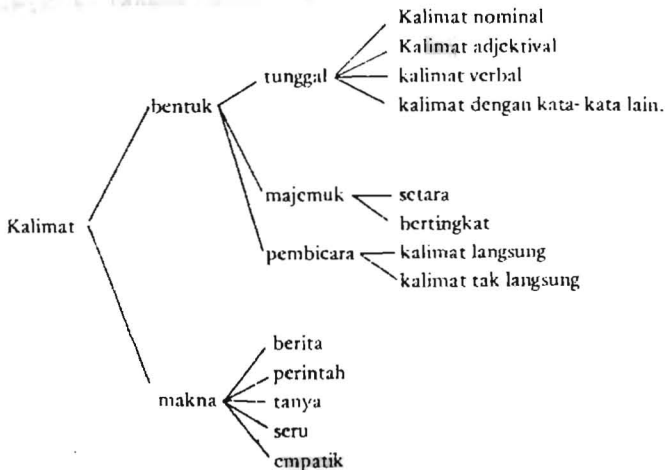 Kalimat nominal
Kalimat adjektival
tunggal
kalimat verbal
bentuk
kalimat dengan kata-kata lain.
majemuk
setara
bertingkat
Kalimat
pembicara
kalimat langsung
kalimat tak langsung
berita
perintah
makna
tanya
seru
empatik